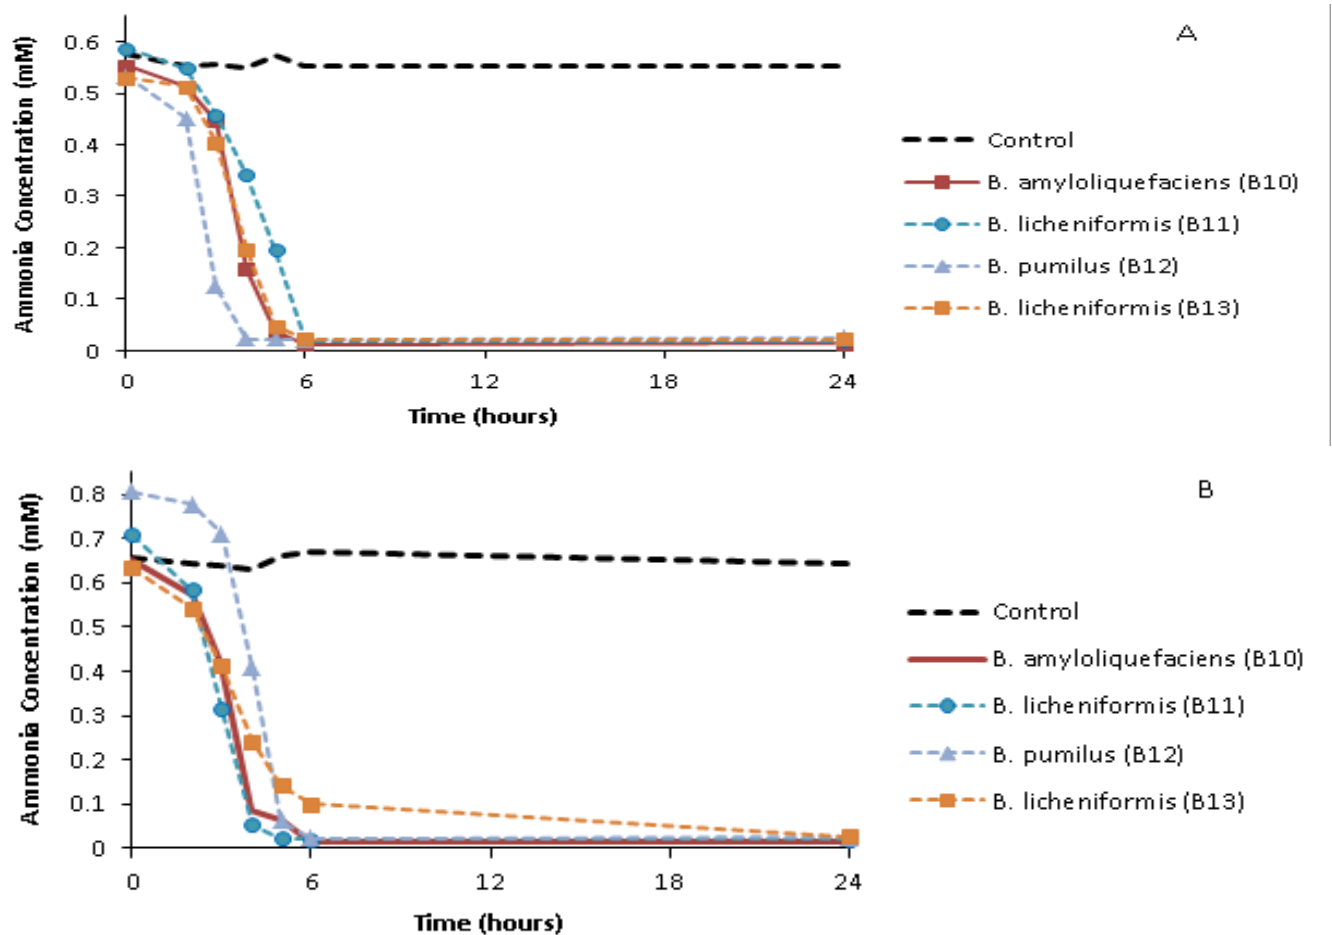 A
Ammonia Concentration (mM)
0.6
0.5
0.4
0.3
0.2
0.1
0
0 6 12 18 24
Time (hours)
Control
B. amyloliquefaciens (B10)
B. licheniformis (B11)
B. pumilus (B12)
B. licheniformis (B13)
B
Ammonia Concentration (mM)
0.8
0.7
0.6
0.5
0.4
0.3
0.2
0.1
0
0 6 12 18 24
Time (hours)
Control
B. amyloliquefaciens (B10)
B. licheniformis (B11)
B. pumilus (B12)
B. licheniformis (B13)